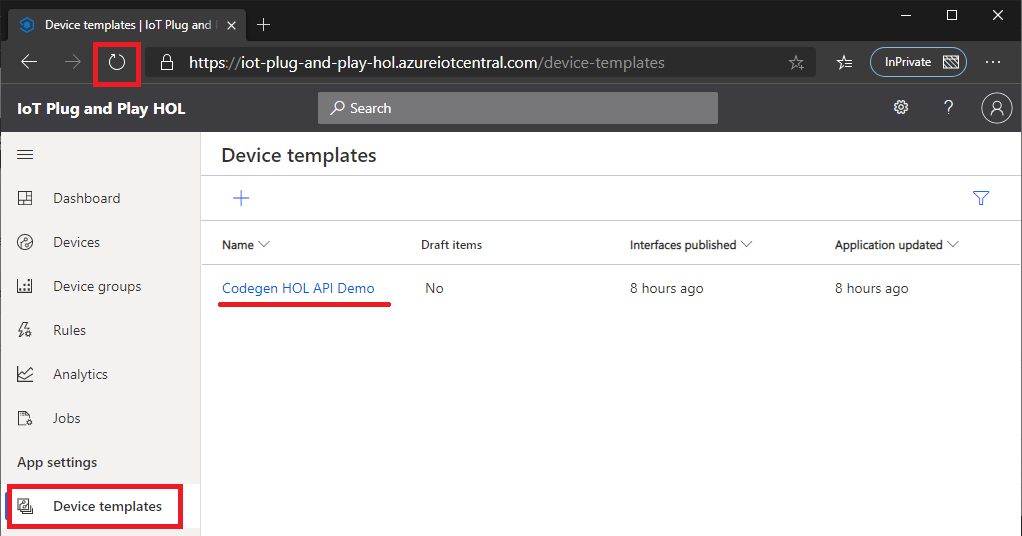 Device templates | IoT Plug and
https://iot-plug-and-play-hol.azureiotcentral.com/device-templates
InPrivate
IoT Plug and Play HOL
Search
?
Device templates
Dashboard
Devices
Device groups
Rules
Analytics
Jobs
App settings
Device templates
Name Draft items Interfaces published Application updated
Codegen HOL API Demo No 8 hours ago 8 hours ago